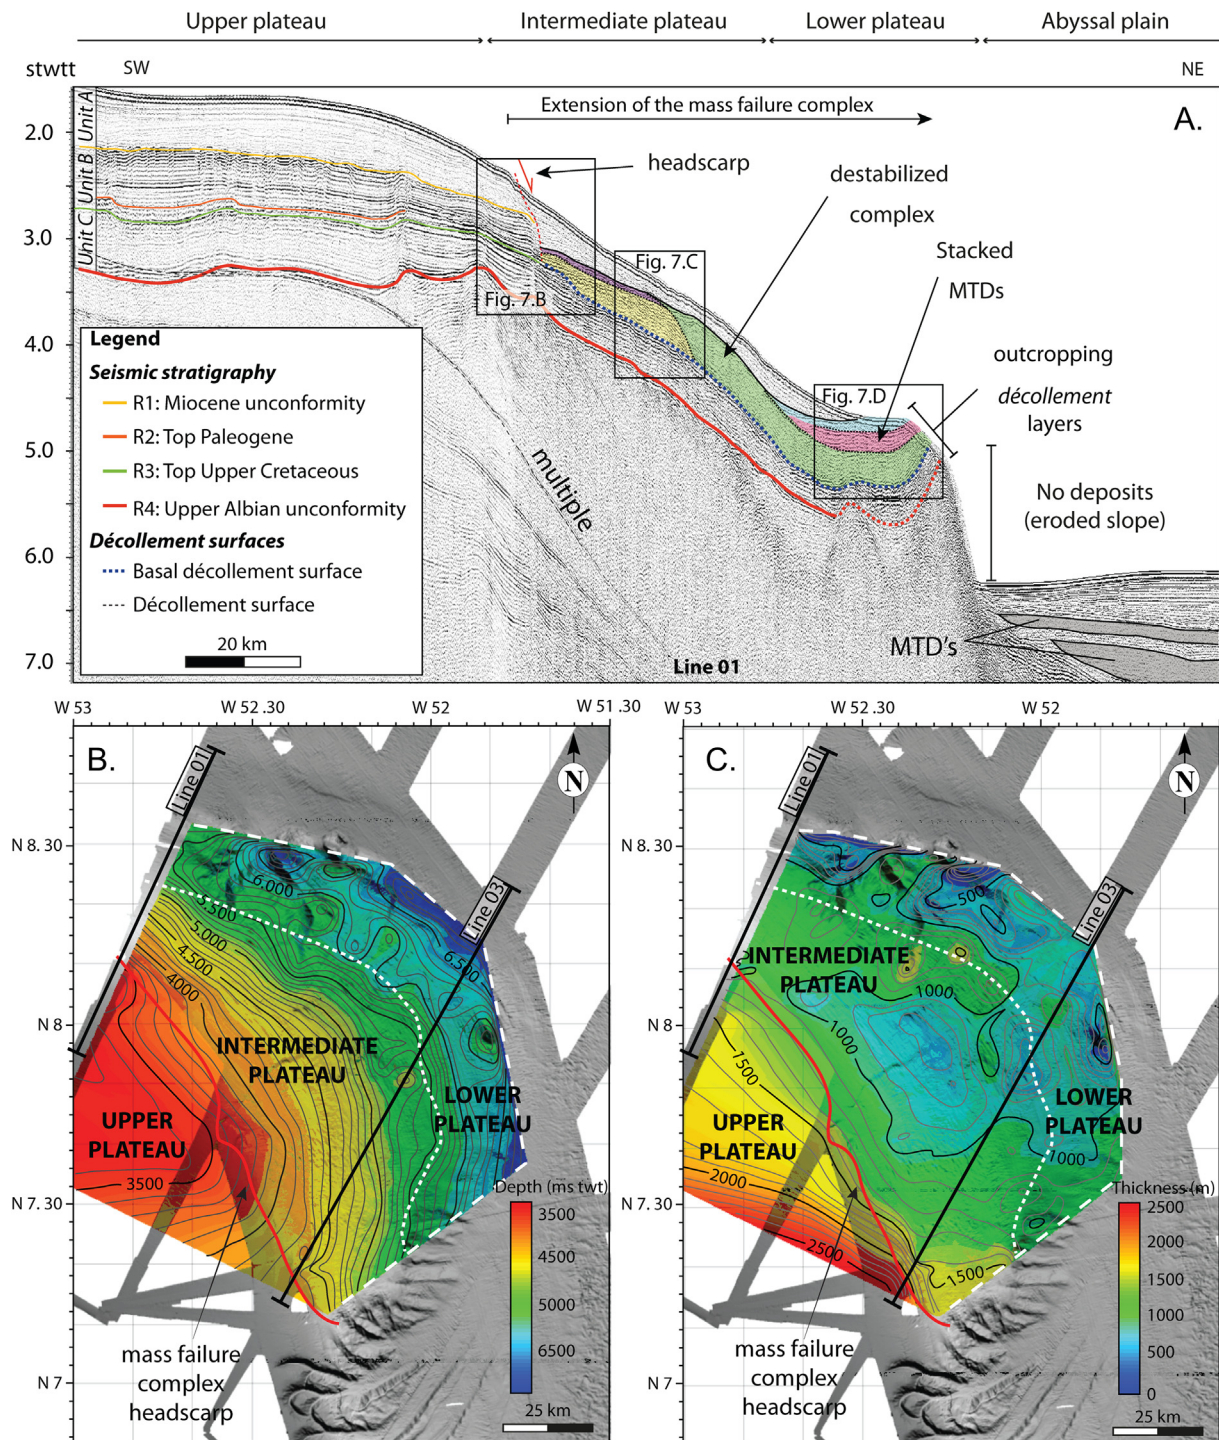 Upper plateau Intermediate plateau Lower plateau Abyssal plain
stwtt SW NE
Extension of the mass failure complex
A.
Unit A
Unit B
Unit C
2.0
3.0
4.0
5.0
6.0
7.0
headscarp
destabilized
complex
Stacked
MTDs
Fig. 7.B
Fig. 7.C
Fig. 7.D
outcropping
décollement
layers
No deposits
(eroded slope)
multiple
MTD's
Line 01
Legend
Seismic stratigraphy
R1: Miocene unconformity
R2: Top Paleogene
R3: Top Upper Cretaceous
R4: Upper Albian unconformity
Décollement surfaces
Basal décollement surface
Décollement surface
20 km
W 53 W 52 .30 W 52 W 51 .30
B.
N
Line 01
Line 03
N 8.30
N 8
N 7.30
N 7
6.000
5.500
5.000
4.500
4000
6.500
3500
INTERMEDIATE
PLATEAU
UPPER
PLATEAU
LOWER
PLATEAU
Depth (ms twt)
3500
4500
5000
6500
mass failure
complex
headscarp
25 km
W 53 W 52 .30 W 52
C.
N
Line 01
Line 03
N 8.30
N 8
N 7.30
N 7
500
0
1000
1000
1500
1000
2000
2500
1500
INTERMEDIATE
PLATEAU
UPPER
PLATEAU
LOWER
PLATEAU
Thickness (m)
2500
2000
1500
1000
500
0
mass failure
complex
headscarp
25 km